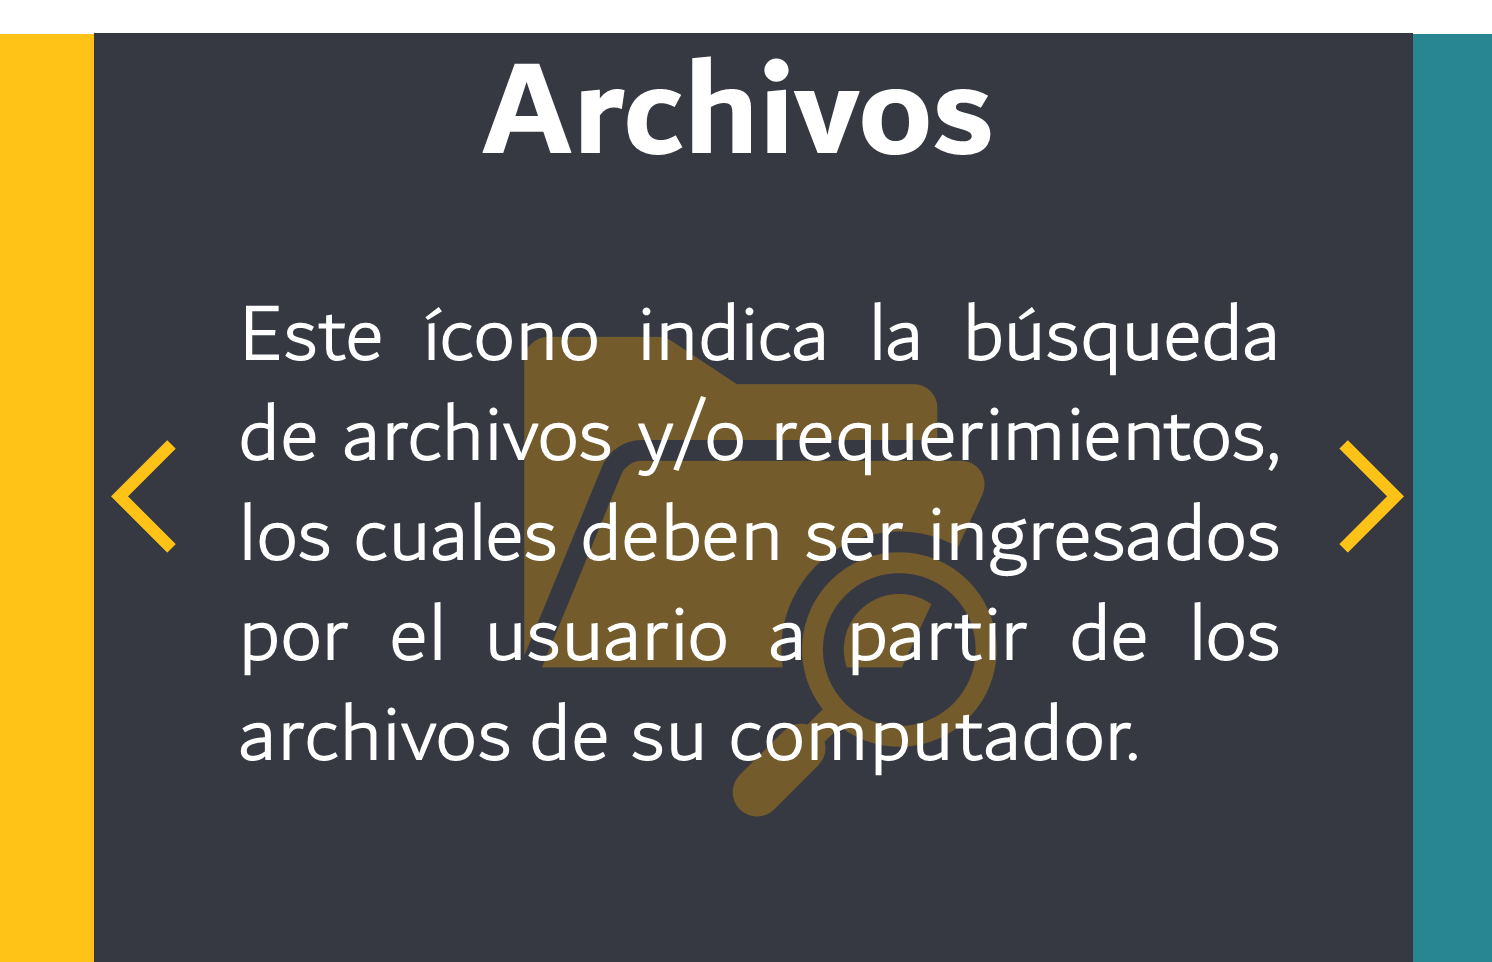 Archivos
Este ícono indica la búsqueda
de archivos y/o requerimientos,
los cuales deben ser ingresados
por el usuario a partir de los
archivos de su computador.